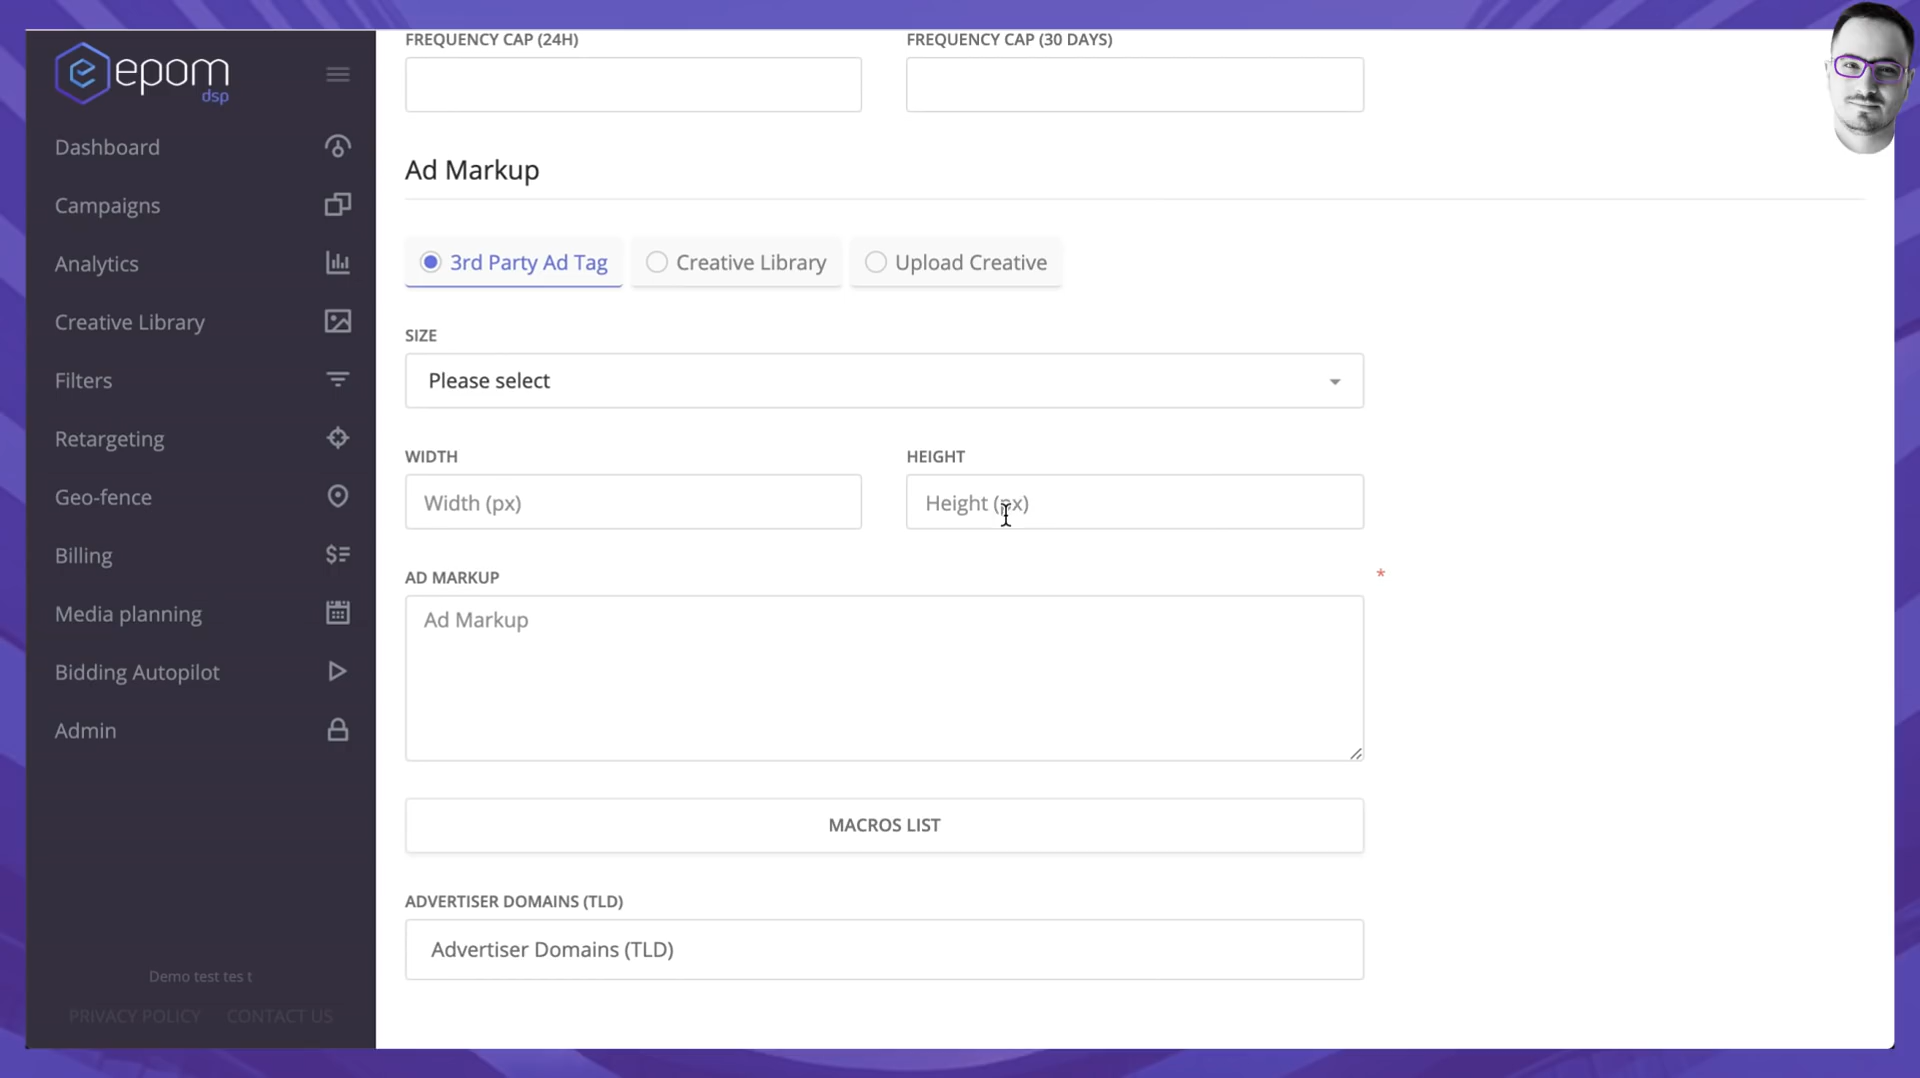 epom
dsp
Dashboard
Campaigns
Analytics
Creative Library
Filters
Retargeting
Geo-fence
Billing
Media planning
Bidding Autopilot
Admin
Demo test tes t
PRIVACY POLICY CONTACT US
FREQUENCY CAP (24H) FREQUENCY CAP (30 DAYS)
Ad Markup
3rd Party Ad Tag Creative Library Upload Creative
SIZE
Please select
WIDTH HEIGHT
Width (px) Height (px)
AD MARKUP *
Ad Markup
MACROS LIST
ADVERTISER DOMAINS (TLD)
Advertiser Domains (TLD)